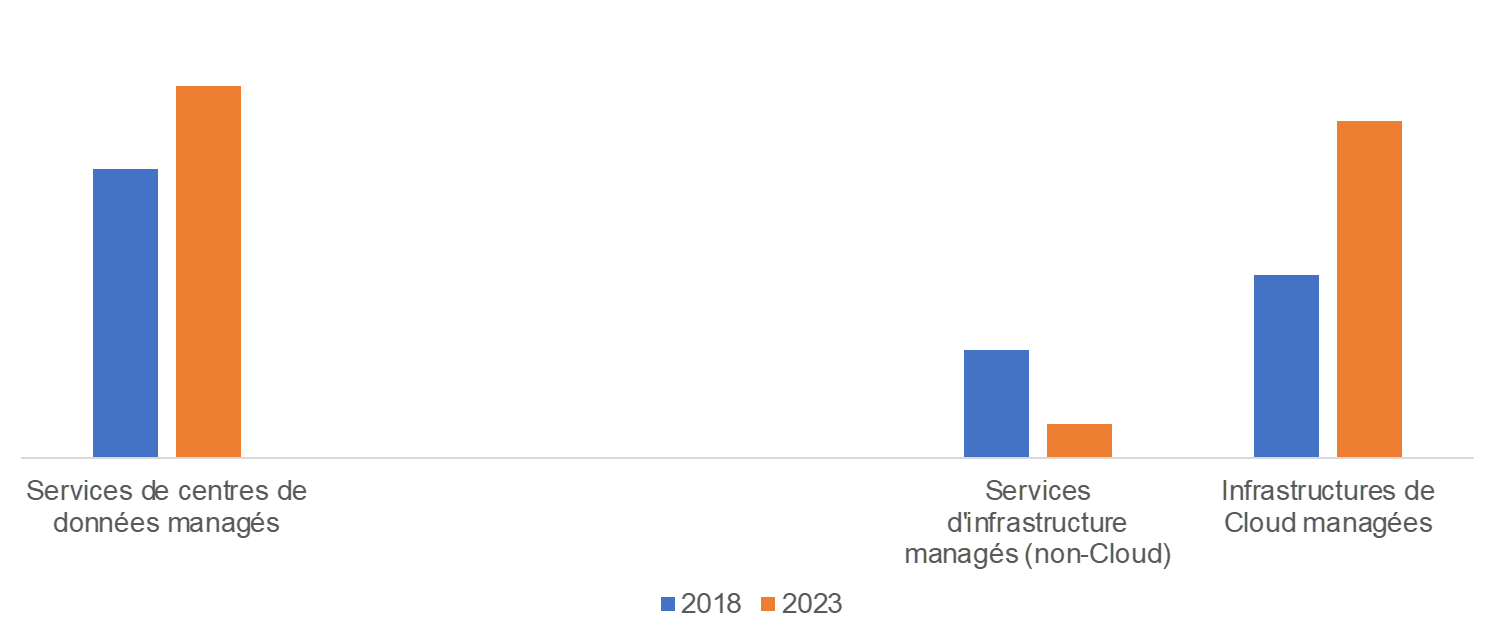 Services de centres de
données managés
Services
d'infrastructure
managés (non-Cloud)
Infrastructures de
Cloud managées
2018
2023